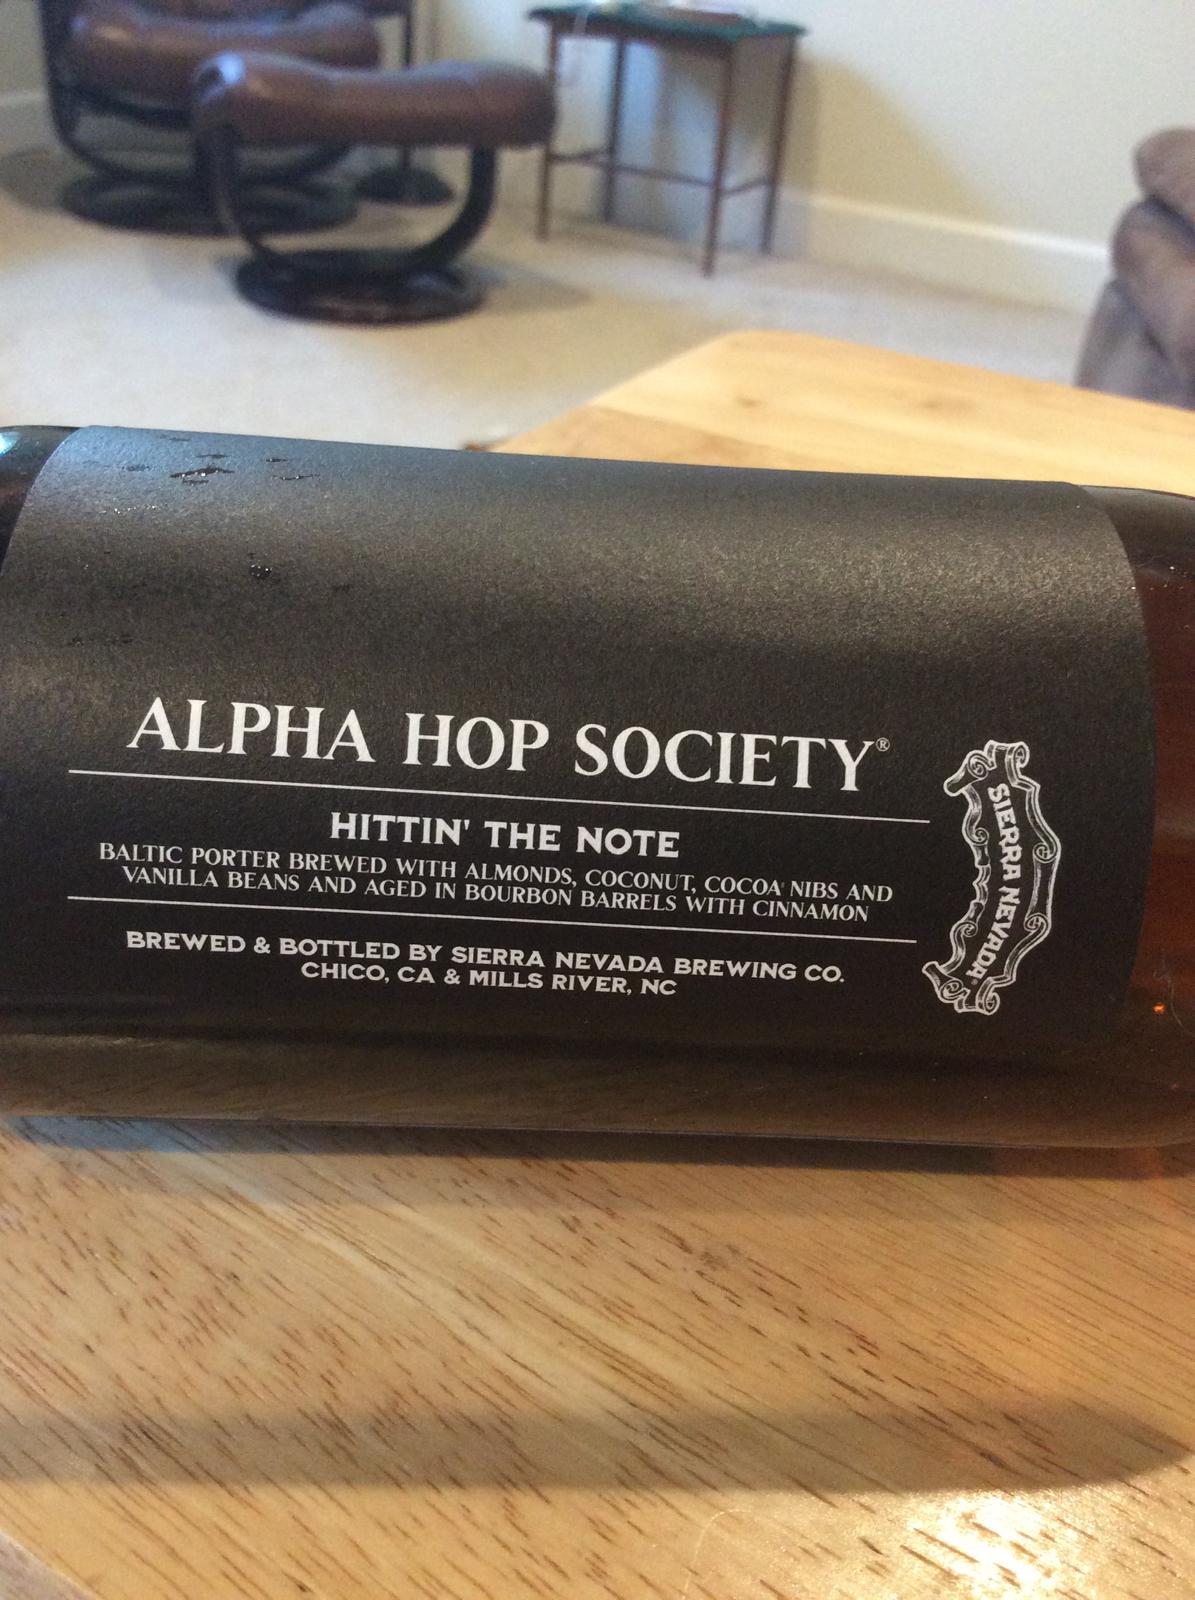 ALPHA HOP SOCIETY®
HITTIN' THE NOTE
BALTIC PORTER BREWED WITH ALMONDS, COCONUT, COCOA NIBS AND
VANILLA BEANS AND AGED IN BOURBON BARRELS WITH CINNAMON
BREWED & BOTTLED BY SIERRA NEVADA BREWING CO.
CHICO, CA & MILLS RIVER, NC
SIERRA NEVADA®